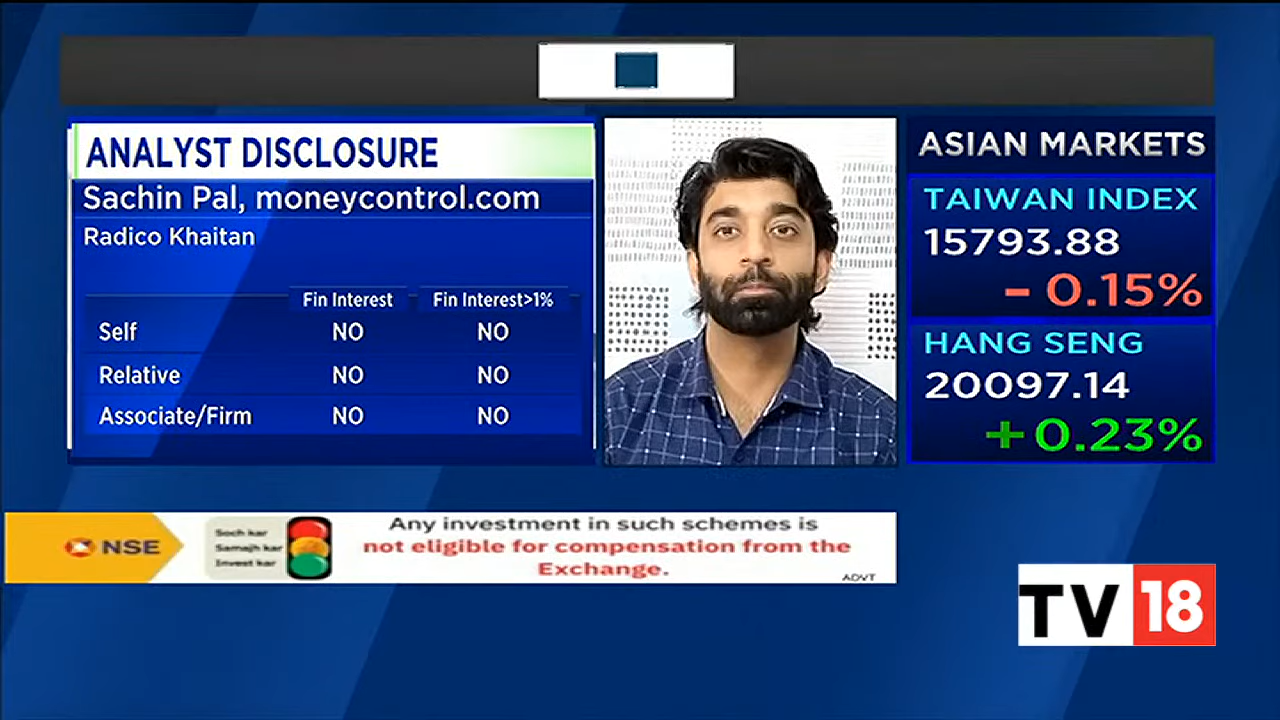 ANALYST DISCLOSURE
Sachin Pal, moneycontrol.com
Radico Khaitan
Fin Interest Fin Interest>1%
Self NO NO
Relative NO NO
Associate/Firm NO NO
ASIAN MARKETS
TAIWAN INDEX
15793.88
- 0.15%
HANG SENG
20097.14
+0.23%
NSE
Soch kar
Samajh kar
Invest kar
Any investment in such schemes is
not eligible for compensation from the
Exchange.
ADVT
TV 18